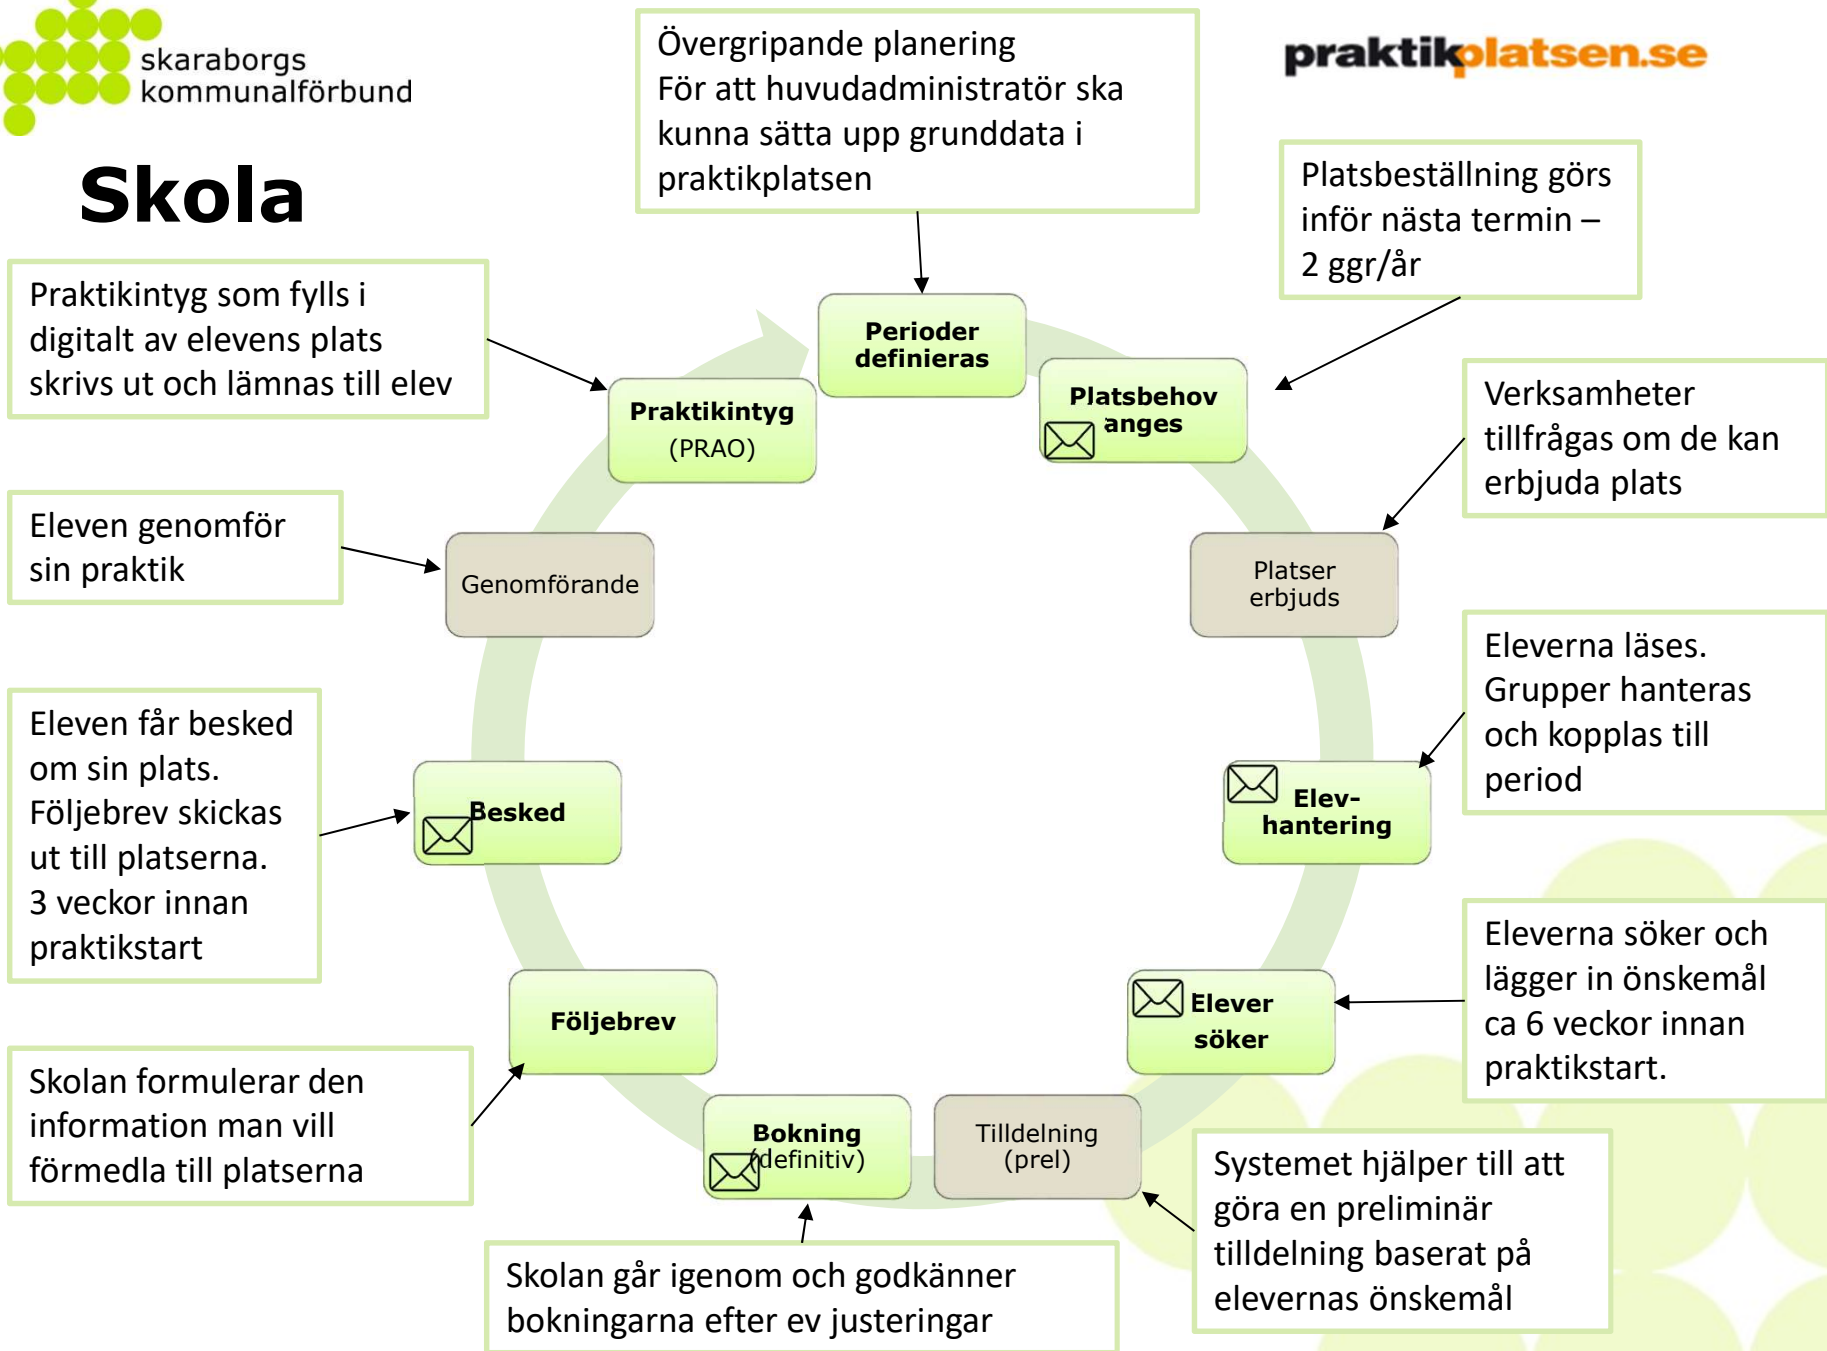 skaraborgs
kommunalförbund
praktikplatsen.se
Skola
Övergripande planering
För att huvudadministratör ska
kunna sätta upp grunddata i
praktikplatsen
Platsbeställning görs
inför nästa termin –
2 ggr/år
Praktikintyg som fylls i
digitalt av elevens plats
skrivs ut och lämnas till elev
Perioder
definieras
Platsbehov
anges
Praktikintyg
(PRAO)
Verksamheter
tillfrågas om de kan
erbjuda plats
Eleven genomför
sin praktik
Genomförande
Platser
erbjuds
Eleverna läses.
Grupper hanteras
och kopplas till
period
Eleven får besked
om sin plats.
Följebrev skickas
ut till platserna.
3 veckor innan
praktikstart
Besked
Elev-
hantering
Eleverna söker och
lägger in önskemål
ca 6 veckor innan
praktikstart.
Följebrev
Elever
söker
Skolan formulerar den
information man vill
förmedla till platserna
Bokning
(definitiv)
Tilldelning
(prel)
Systemet hjälper till att
göra en preliminär
tilldelning baserat på
elevernas önskemål
Skolan går igenom och godkänner
bokningarna efter ev justeringar